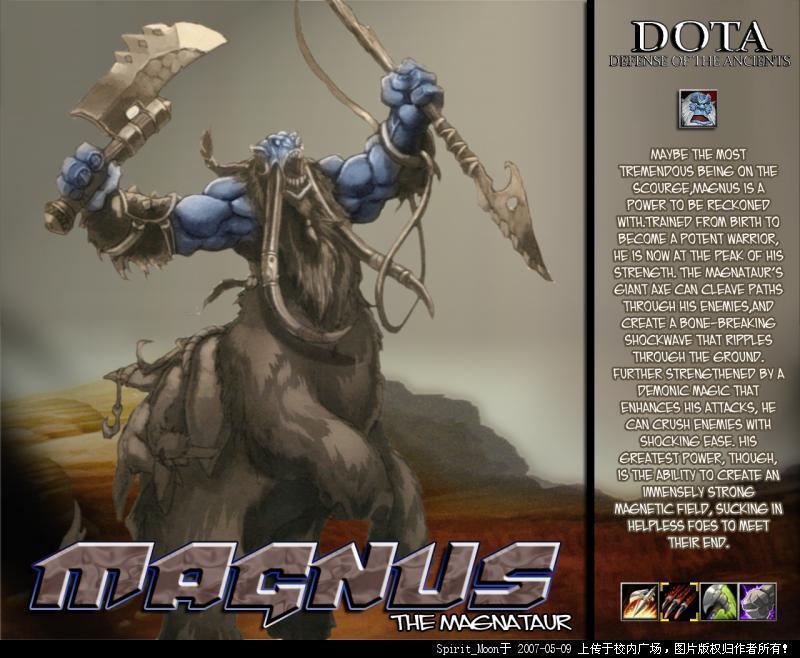 MAGNUS
THE MAGNATAUR
DOTA
DEFENSE OF THE ANCIENTS
MAYBE THE MOST
TREMENDOUS BEING ON THE
SCOURGE,MAGNUS IS A
POWER TO BE RECKONED
WITH.TRAINED FROM BIRTH TO
BECOME A POTENT WARRIOR,
HE IS NOW AT THE PEAK OF HIS
STRENGTH. THE MAGNATAUR'S
GIANT AXE CAN CLEAVE PATHS
THROUGH HIS ENEMIES,AND
CREATE A BONE-BREAKING
SHOCKWAVE THAT RIPPLES
THROUGH THE GROUND.
FURTHER STRENGTHENED BY A
DEMONIC MAGIC THAT
ENHANCES HIS ATTACKS, HE
CAN CRUSH ENEMIES WITH
SHOCKING EASE. HIS
GREATEST POWER, THOUGH,
IS THE ABILITY TO CREATE AN
IMMENSELY STRONG
MAGNETIC FIELD, SUCKING IN
HELPLESS FOES TO MEET
THEIR END.
Spirit_Moon于 2007-05-09 上传于校内广场，图片版权归作者所有!